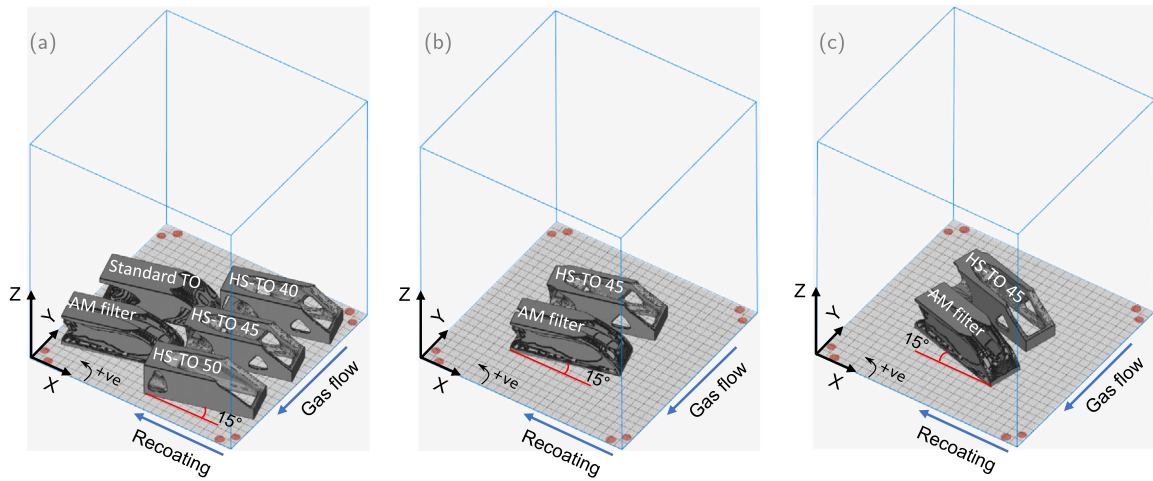 (a)
Standard TO
HS-TO 40
AM filter
HS-TO 45
HS-TO 50
Z
Y
X
+ve
15°
Gas flow
Recoating
(b)
HS-TO 45
AM filter
Z
Y
X
+ve
15°
Gas flow
Recoating
(c)
HS-TO 45
AM filter
Z
Y
X
+ve
15°
Gas flow
Recoating